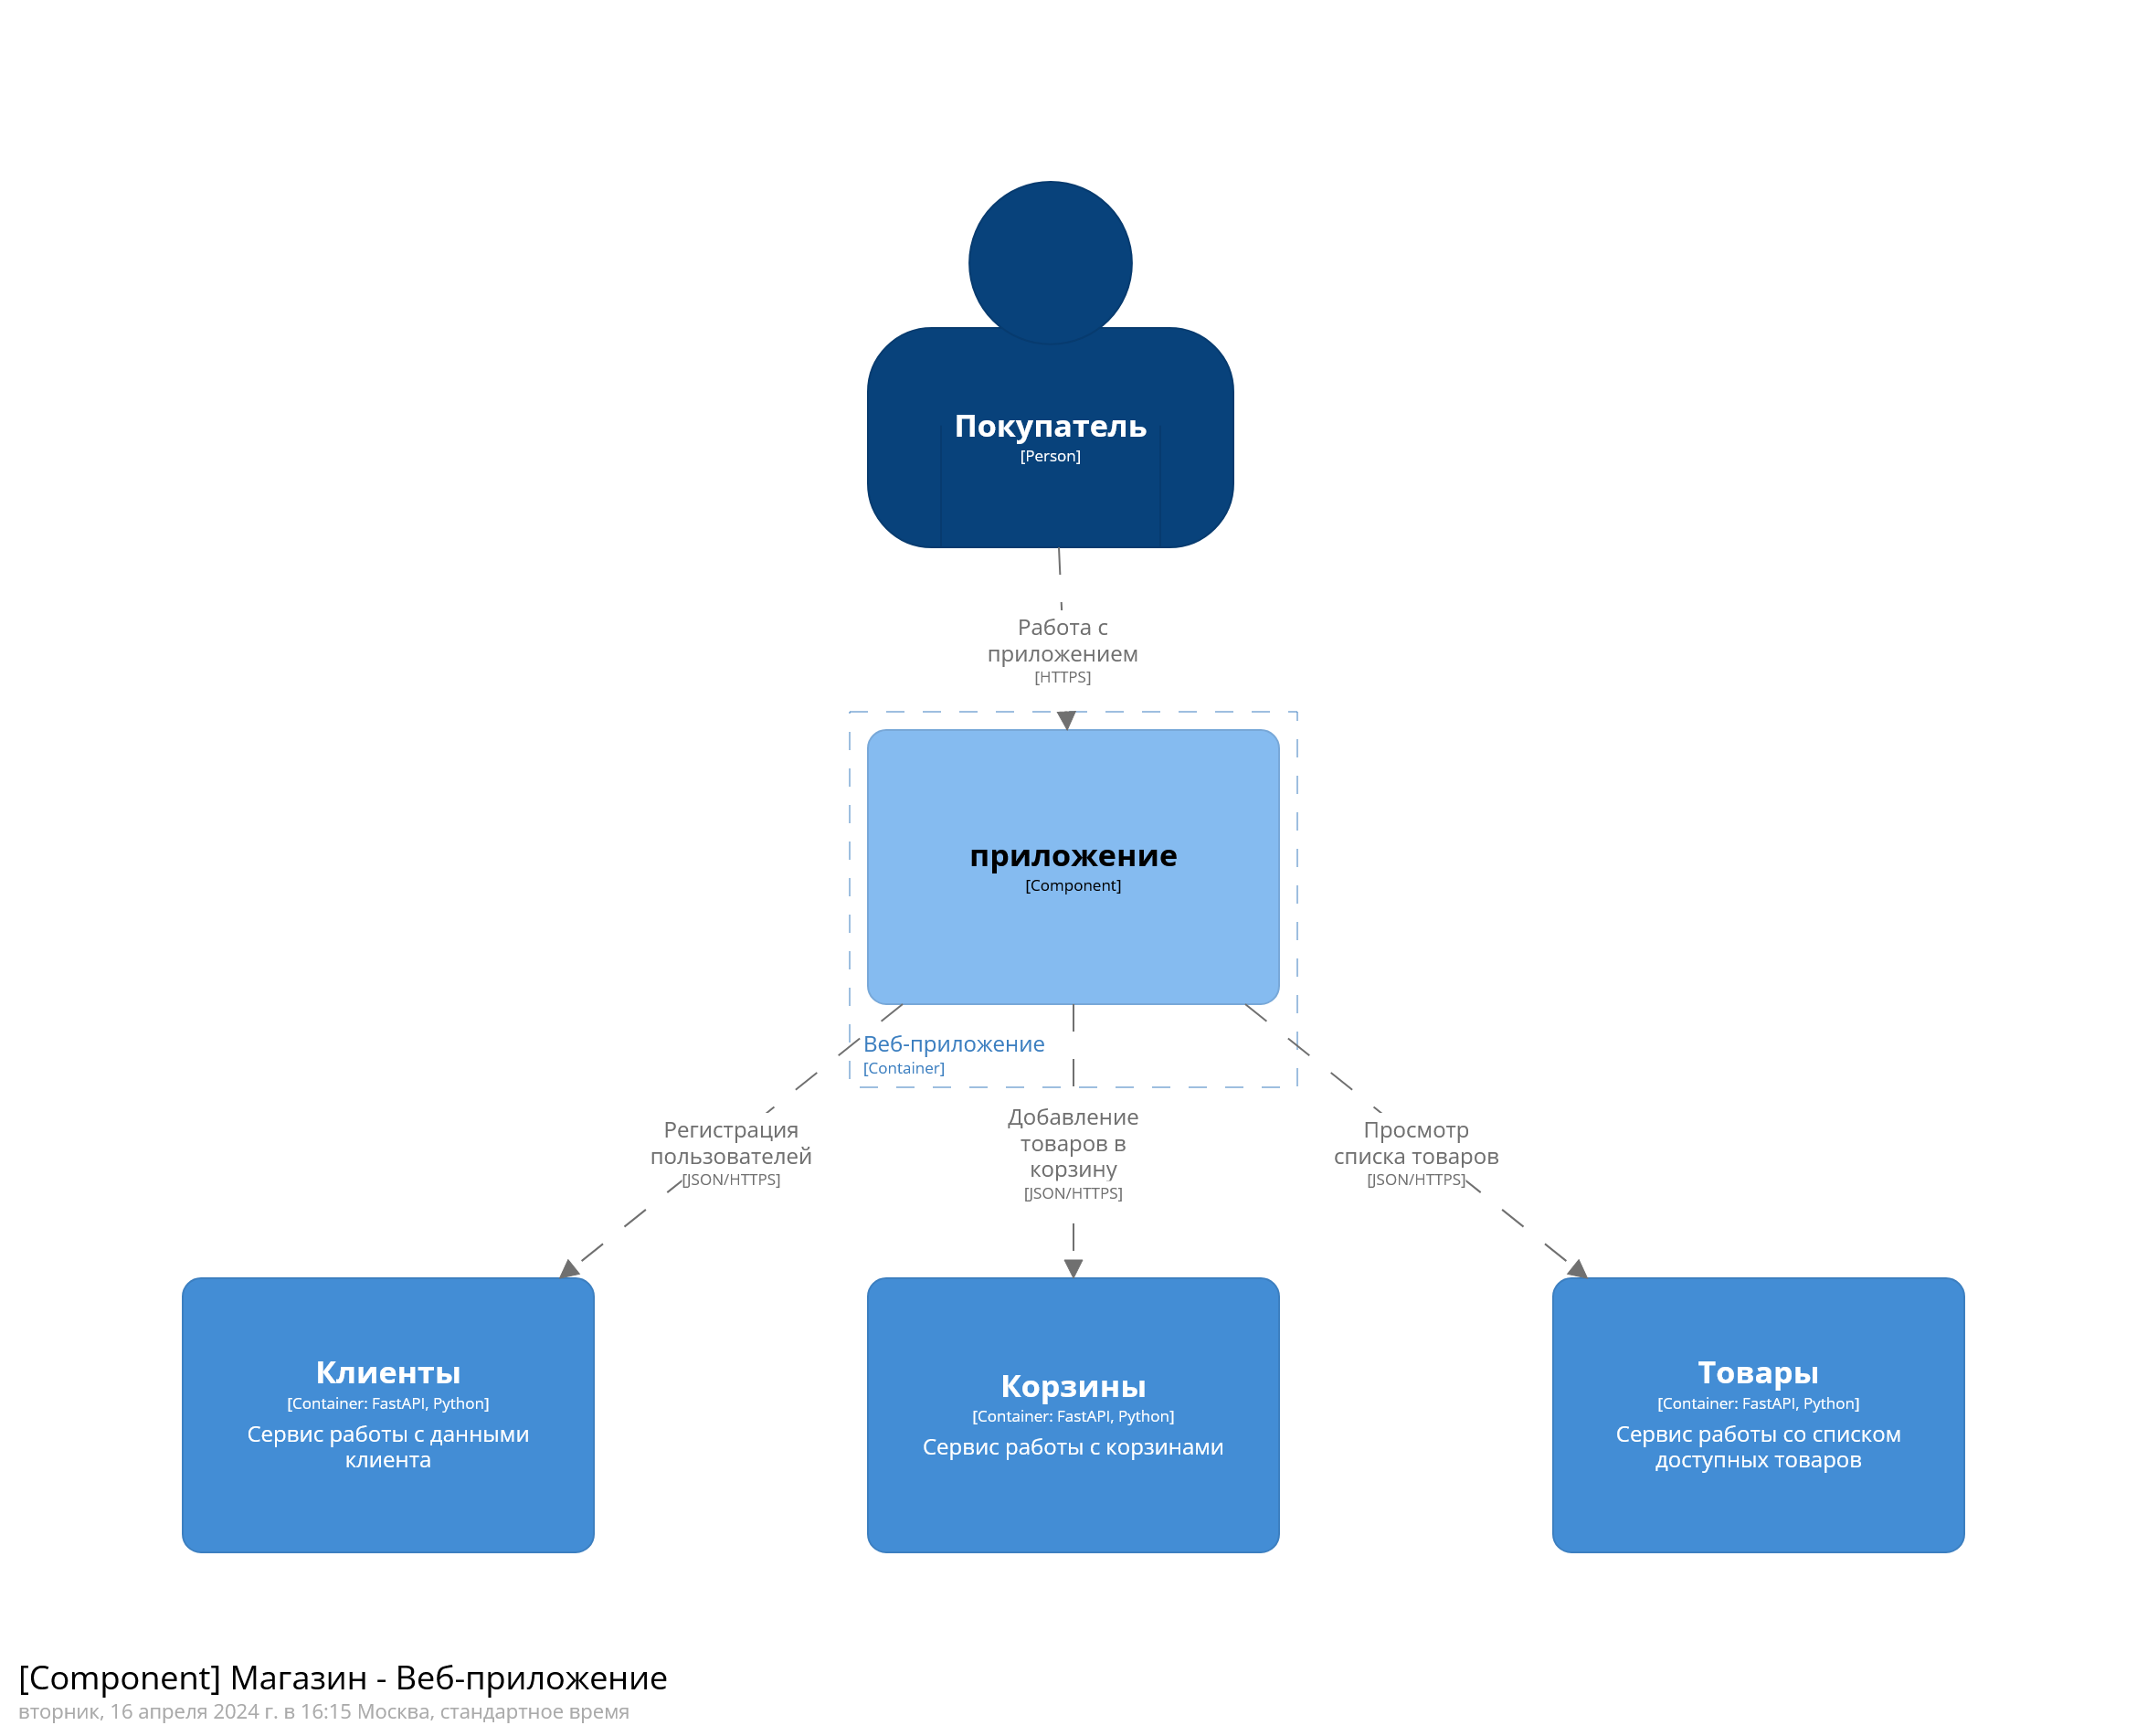 Покупатель
[Person]
Работа с
приложением
[HTTPS]
приложение
[Component]
Веб-приложение
[Container]
Регистрация
пользователей
[JSON/HTTPS]
Добавление
товаров в
корзину
[JSON/HTTPS]
Просмотр
списка товаров
[JSON/HTTPS]
Клиенты
[Container: FastAPI, Python]
Сервис работы с данными
клиента
Корзины
[Container: FastAPI, Python]
Сервис работы с корзинами
Товары
[Container: FastAPI, Python]
Сервис работы со списком
доступных товаров
[Component] Магазин - Веб-приложение
вторник, 16 апреля 2024 г. в 16:15 Москва, стандартное время